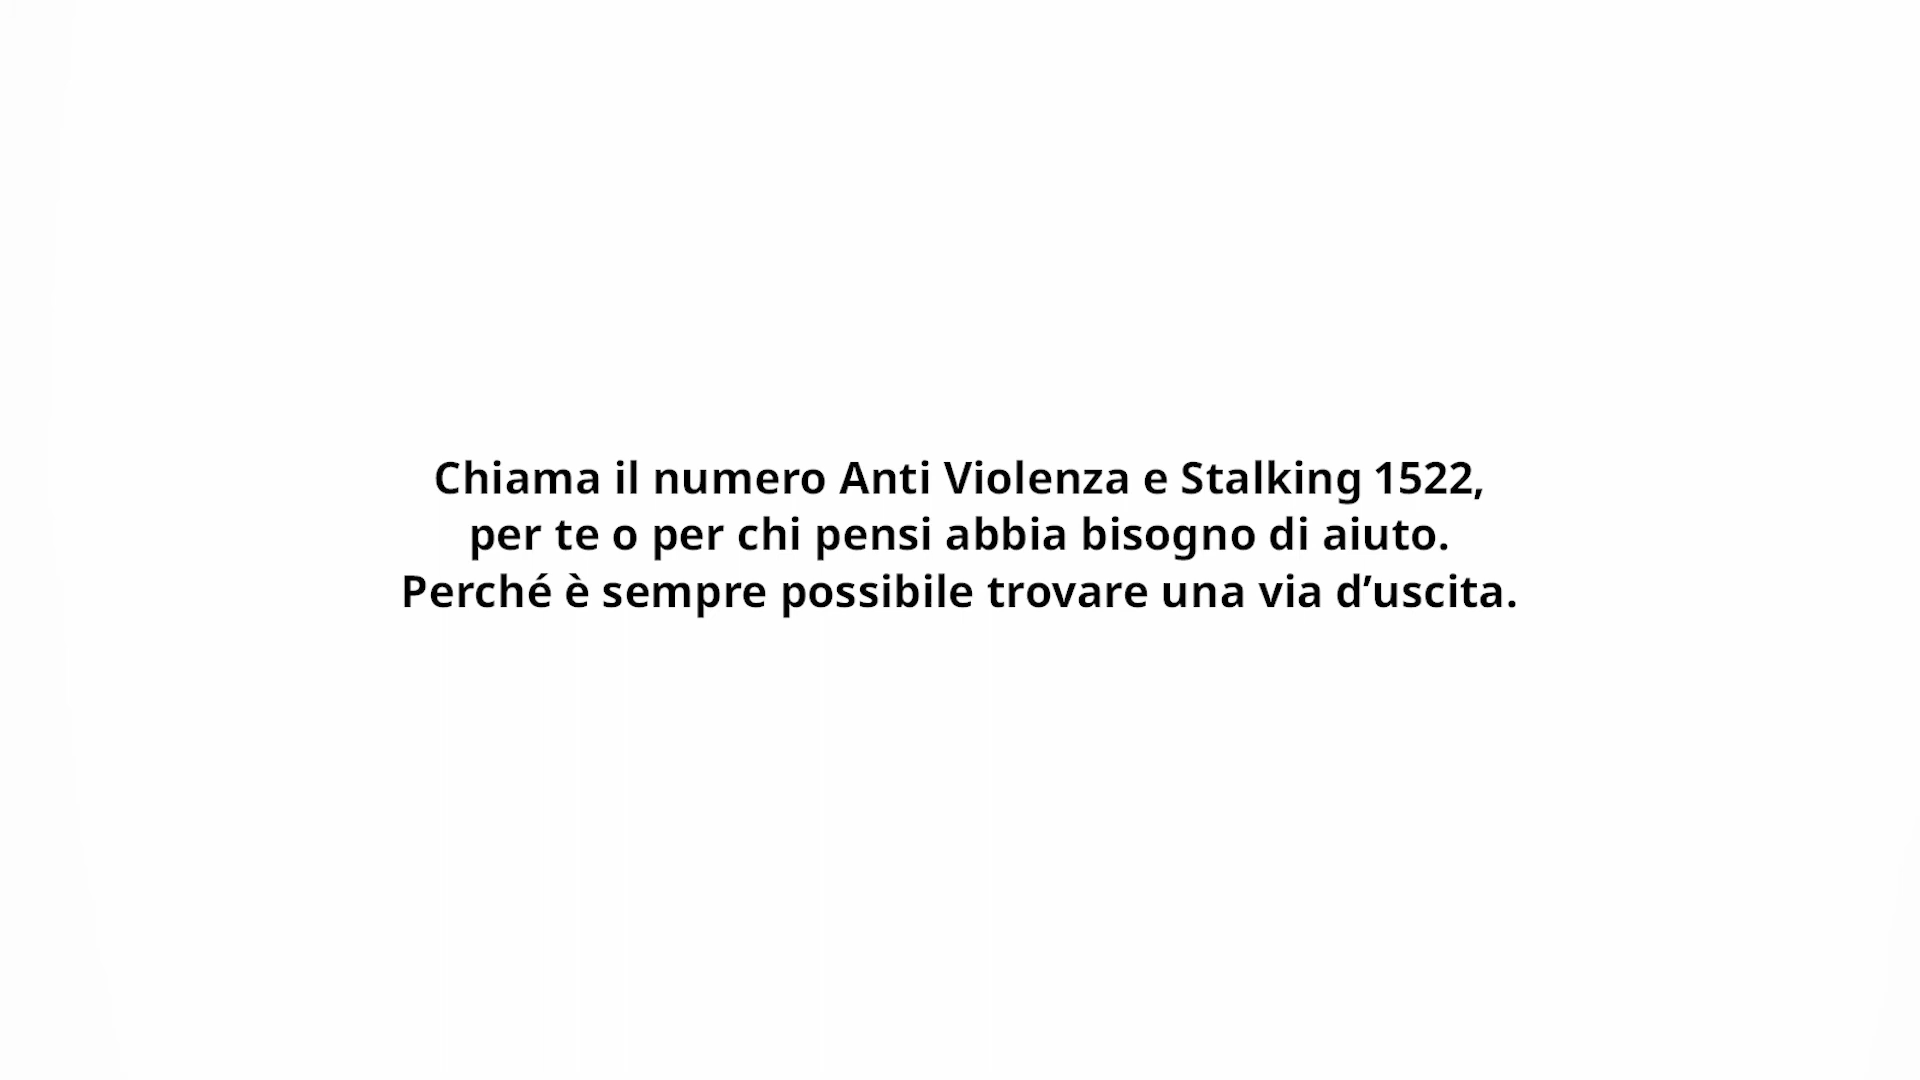 Chiama il numero Anti Violenza e Stalking 1522,
per te o per chi pensi abbia bisogno di aiuto.
Perché è sempre possibile trovare una via d’uscita.